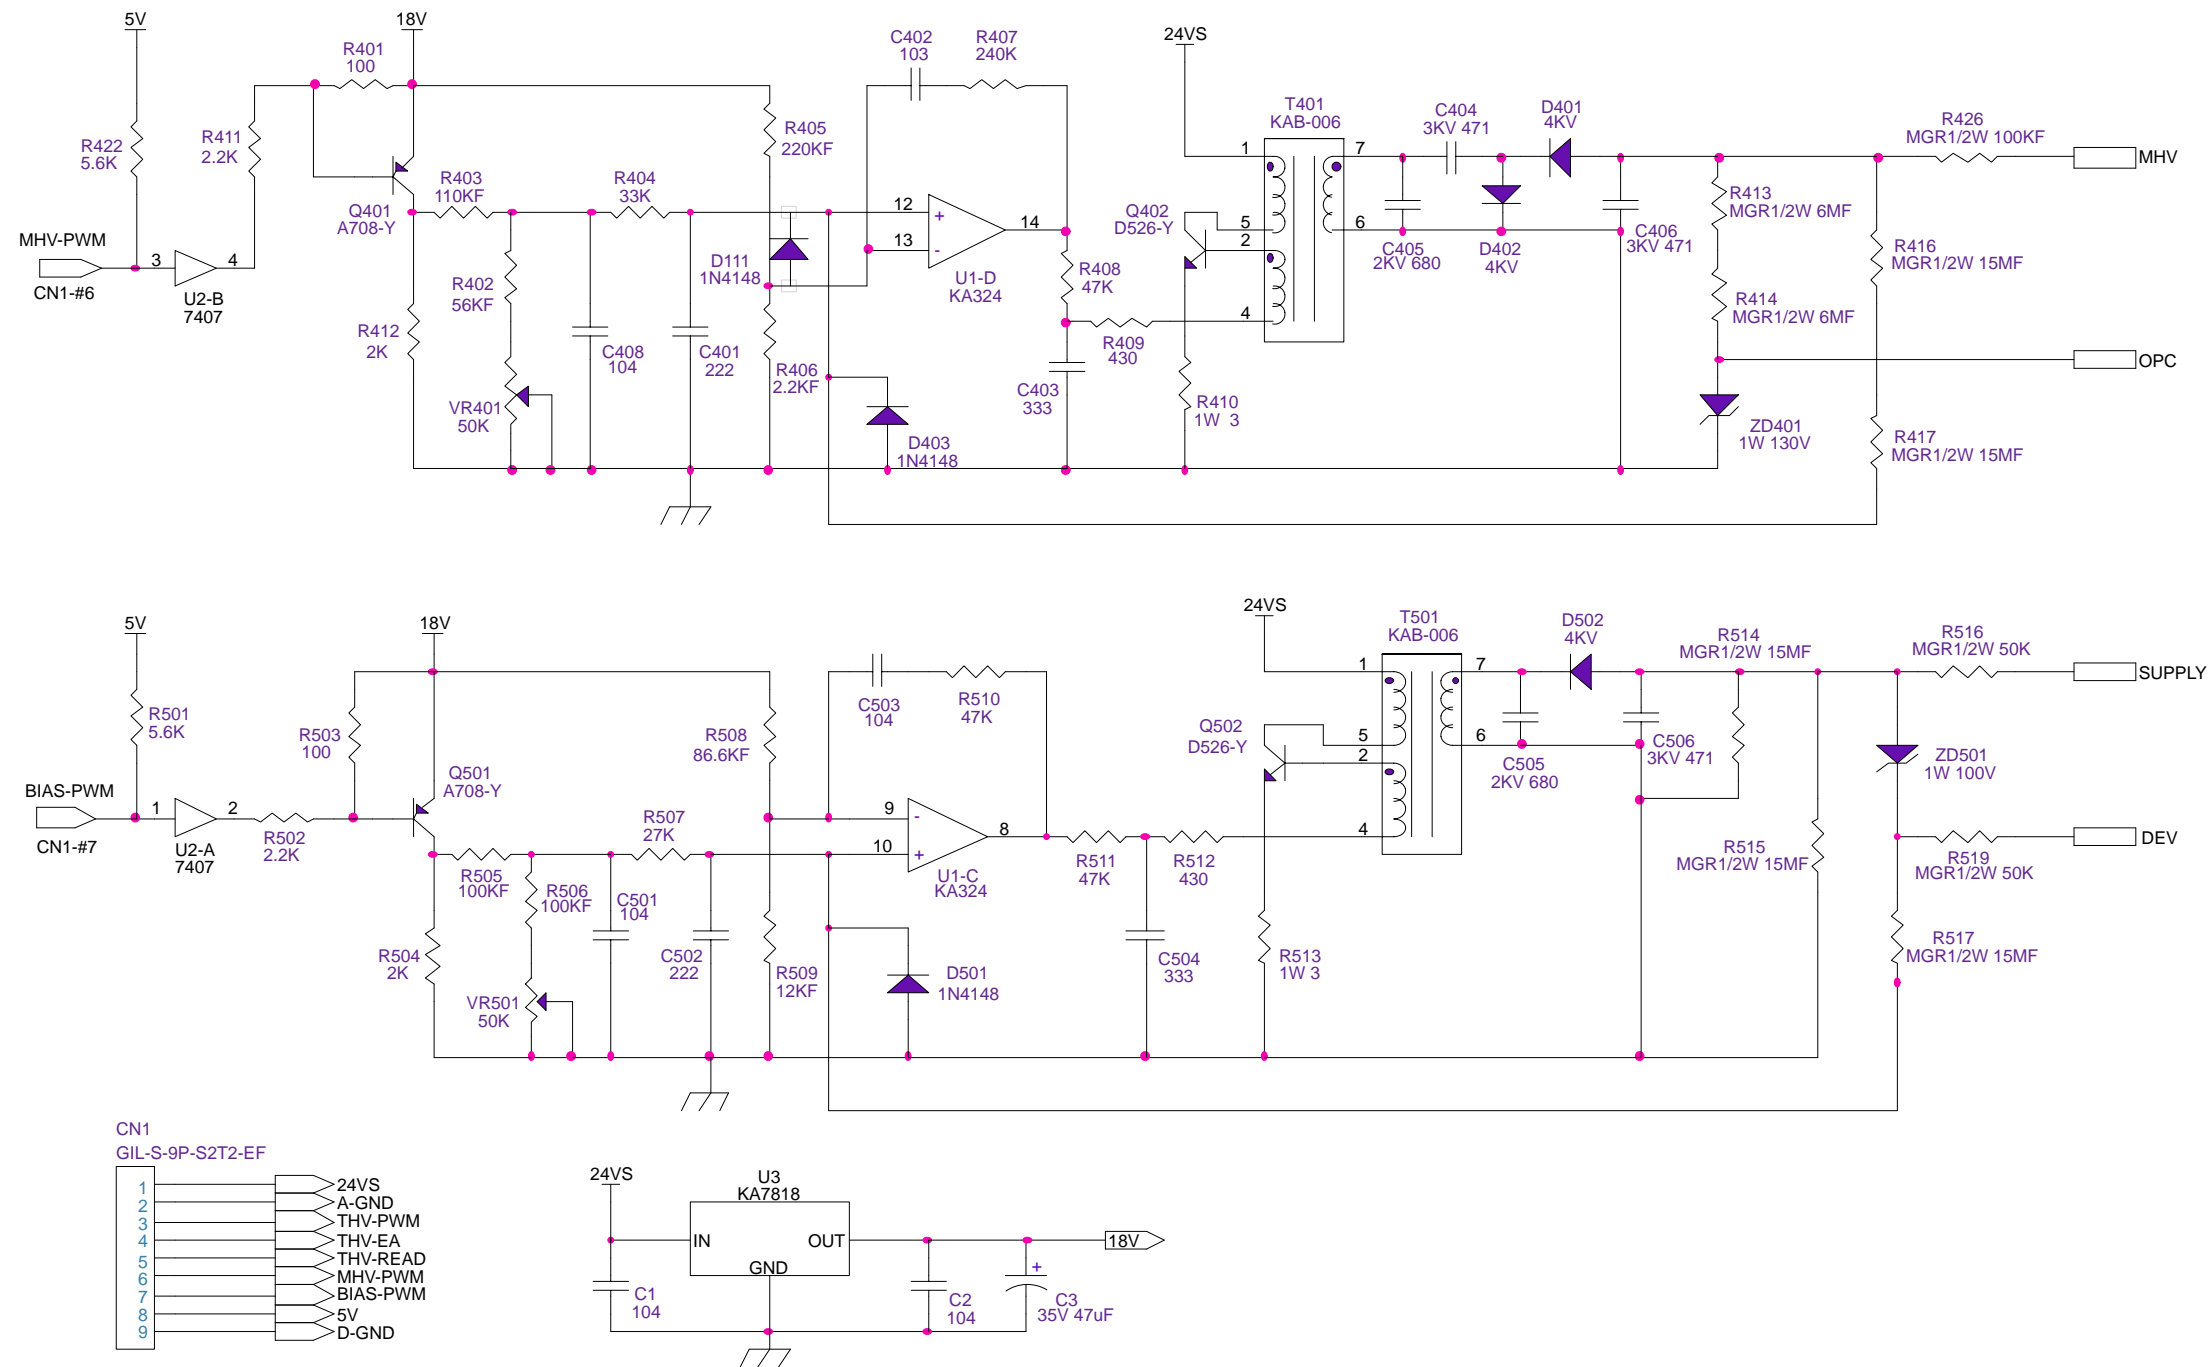 5V
18V
R401
100
C402
103
R407
240K
24VS
R422
5.6K
R411
2.2K
R405
220KF
T401
KAB-006
C404
3KV 471
D401
4KV
R426
MGR1/2W 100KF
MHV
1
7
Q401
A708-Y
R403
110KF
R404
33K
12
+
14
13
-
U1-D
KA324
Q402
D526-Y
5
2
6
4
C405
2KV 680
D402
4KV
C406
3KV 471
R413
MGR1/2W 6MF
R416
MGR1/2W 15MF
MHV-PWM
CN1-#6
3
4
U2-B
7407
R402
56KF
D111
1N4148
R408
47K
R414
MGR1/2W 6MF
R412
2K
C408
104
C401
222
R406
2.2KF
R409
430
C403
333
OPC
VR401
50K
D403
1N4148
R410
1W 3
ZD401
1W 130V
R417
MGR1/2W 15MF
5V
18V
24VS
T501
KAB-006
D502
4KV
R514
MGR1/2W 15MF
R516
MGR1/2W 50K
SUPPLY
1
7
R501
5.6K
R503
100
R508
86.6KF
C503
104
R510
47K
Q502
D526-Y
5
2
6
4
C505
2KV 680
C506
3KV 471
ZD501
1W 100V
Q501
A708-Y
BIAS-PWM
CN1-#7
1
2
U2-A
7407
R502
2.2K
R507
27K
9
-
8
10
+
U1-C
KA324
R511
47K
R512
430
R515
MGR1/2W 15MF
R519
MGR1/2W 50K
DEV
R505
100KF
R506
100KF
C501
104
R504
2K
C502
222
R509
12KF
D501
1N4148
C504
333
R513
1W 3
R517
MGR1/2W 15MF
VR501
50K
CN1
GIL-S-9P-S2T2-EF
1 24VS
2 A-GND
3 THV-PWM
4 THV-EA
5 THV-READ
6 MHV-PWM
7 BIAS-PWM
8 5V
9 D-GND
24VS
U3
KA7818
IN
OUT
GND
18V
C1
104
C2
104
+
C3
35V 47uF